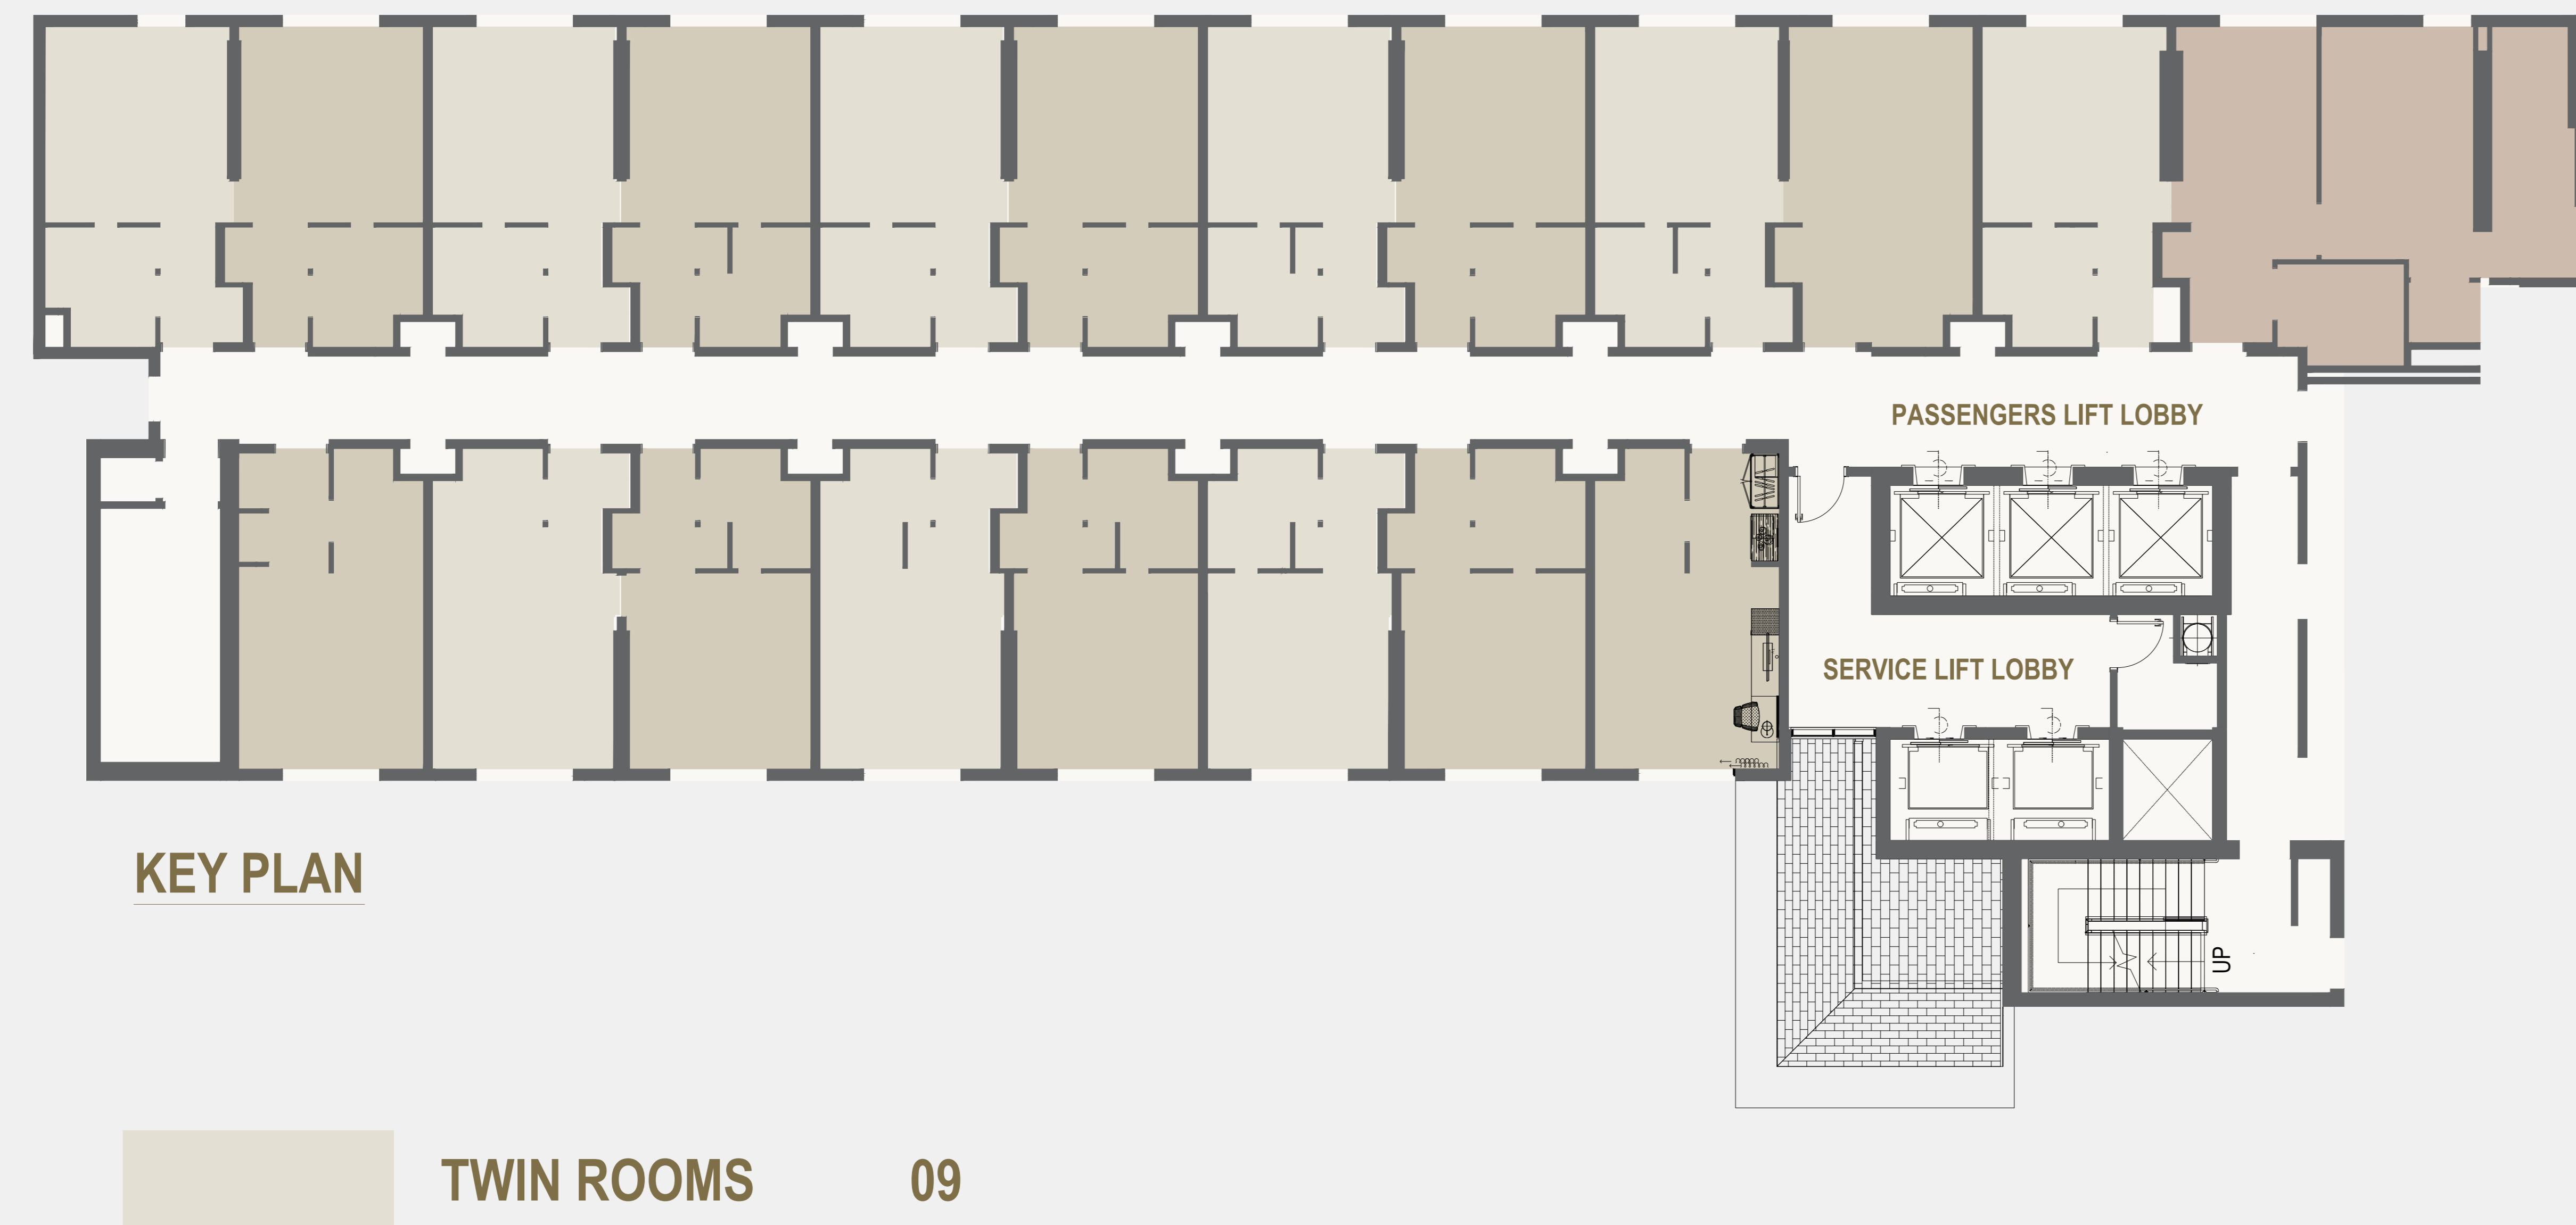 PASSENGERS LIFT LOBBY
SERVICE LIFT LOBBY
KEY PLAN
UP
TWIN ROOMS 09